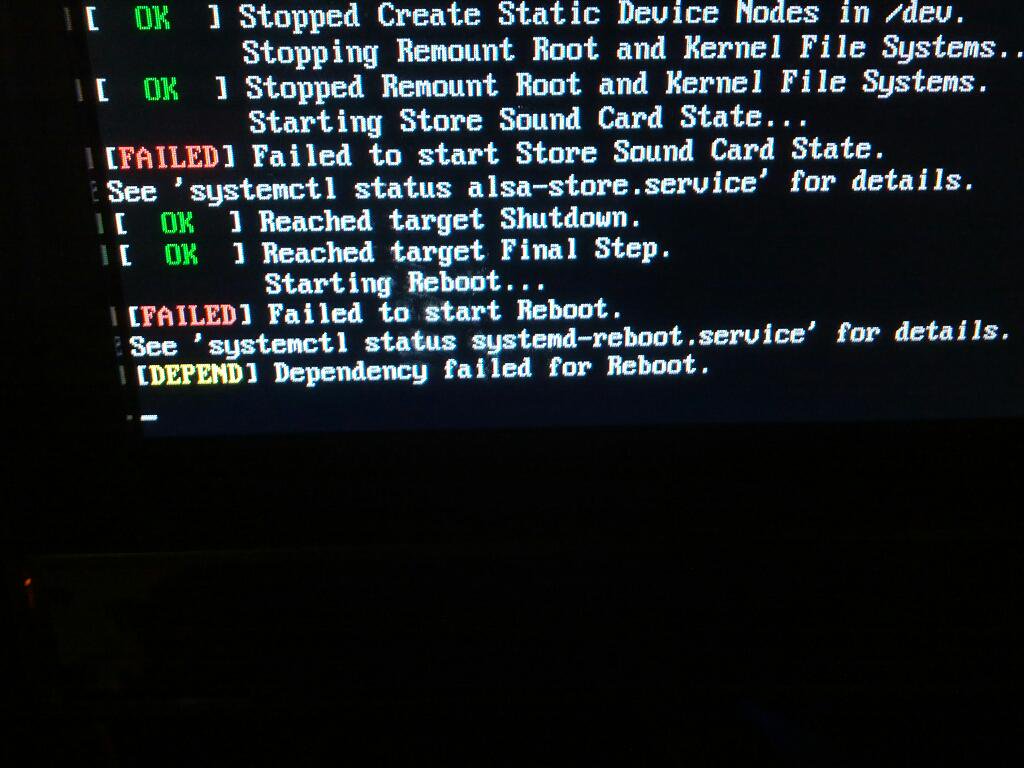 [  OK  ] Stopped Create Static Device Nodes in /dev.
Stopping Remount Root and Kernel File Systems..
[  OK  ] Stopped Remount Root and Kernel File Systems.
Starting Store Sound Card State...
[FAILED] Failed to start Store Sound Card State.
See 'systemctl status alsa-store.service' for details.
[  OK  ] Reached target Shutdown.
[  OK  ] Reached target Final Step.
Starting Reboot...
[FAILED] Failed to start Reboot.
See 'systemctl status systemd-reboot.service' for details.
[DEPEND] Dependency failed for Reboot.